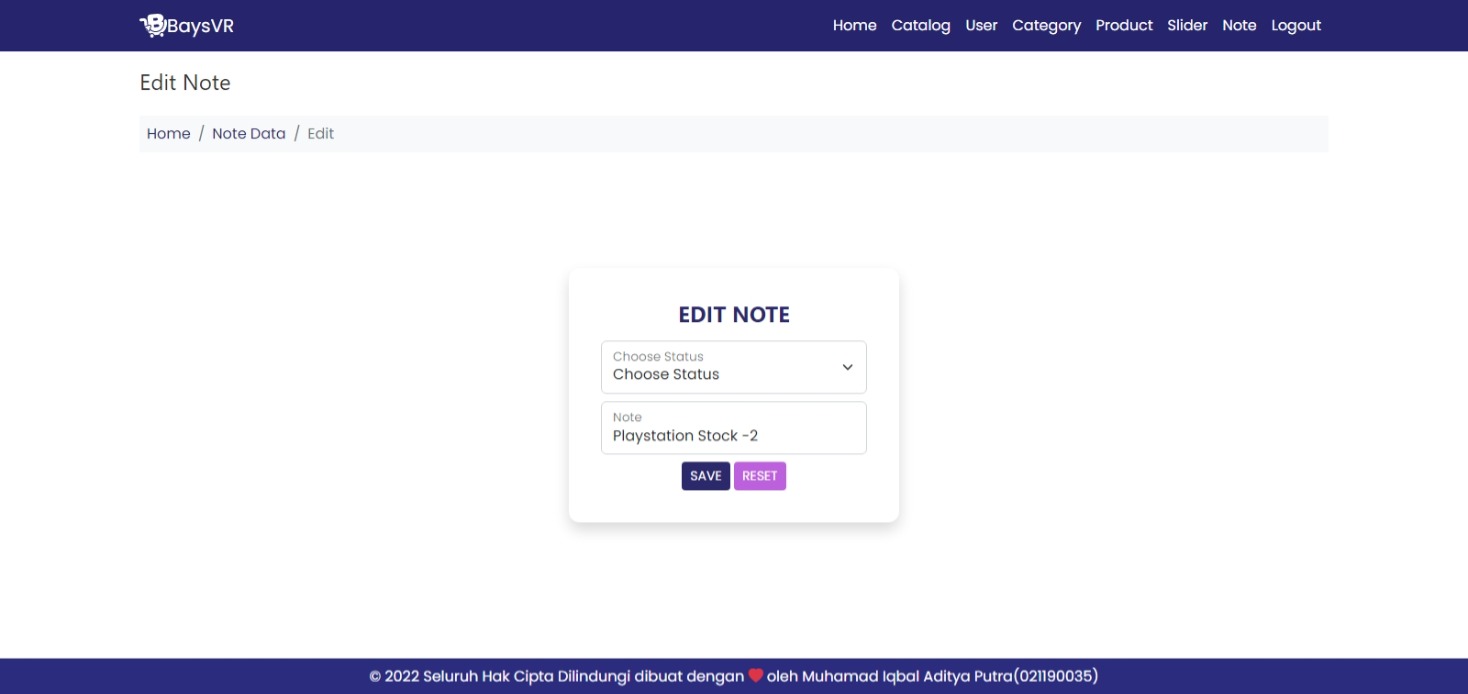 BaysVR Home Catalog User Category Product Slider Note Logout
Edit Note
Home / Note Data / Edit
EDIT NOTE
Choose Status
Choose Status
Note
Playstation Stock -2
SAVE RESET
© 2022 Seluruh Hak Cipta Dilindungi dibuat dengan ❤️ oleh Muhamad Iqbal Aditya Putra(021190035)